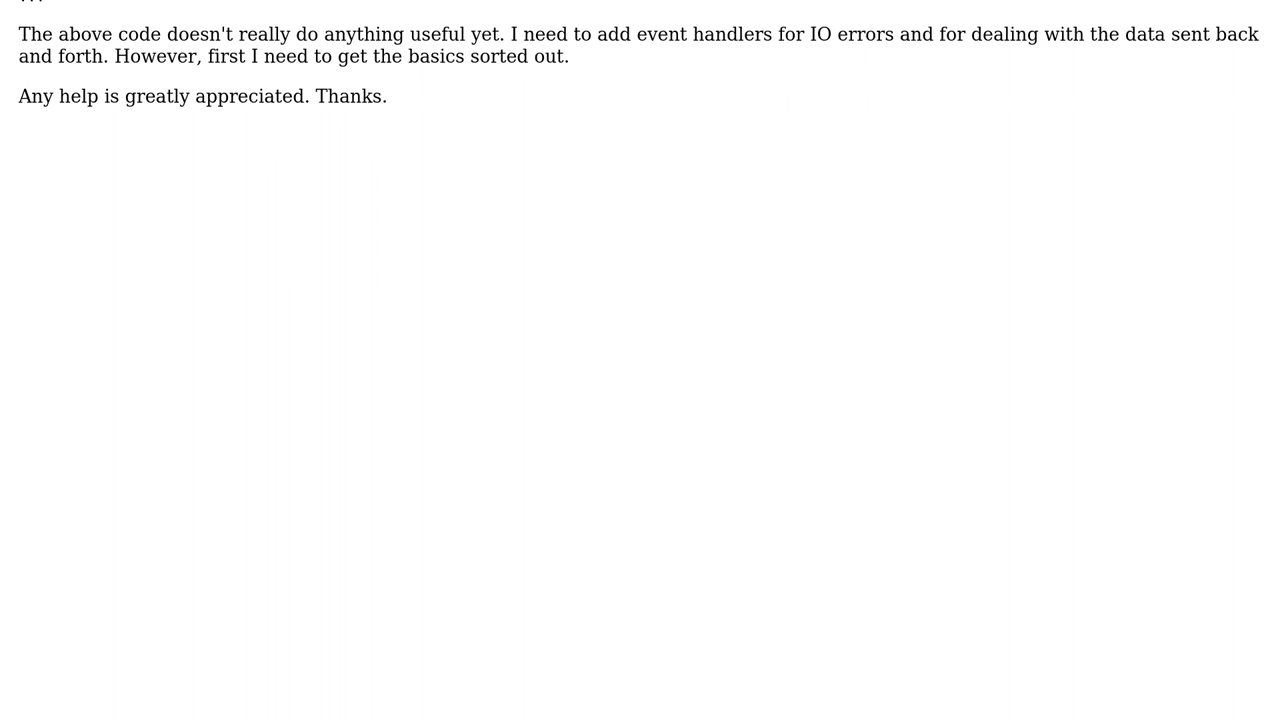 The above code doesn't really do anything useful yet. I need to add event handlers for IO errors and for dealing with the data sent back
and forth. However, first I need to get the basics sorted out.
Any help is greatly appreciated. Thanks.